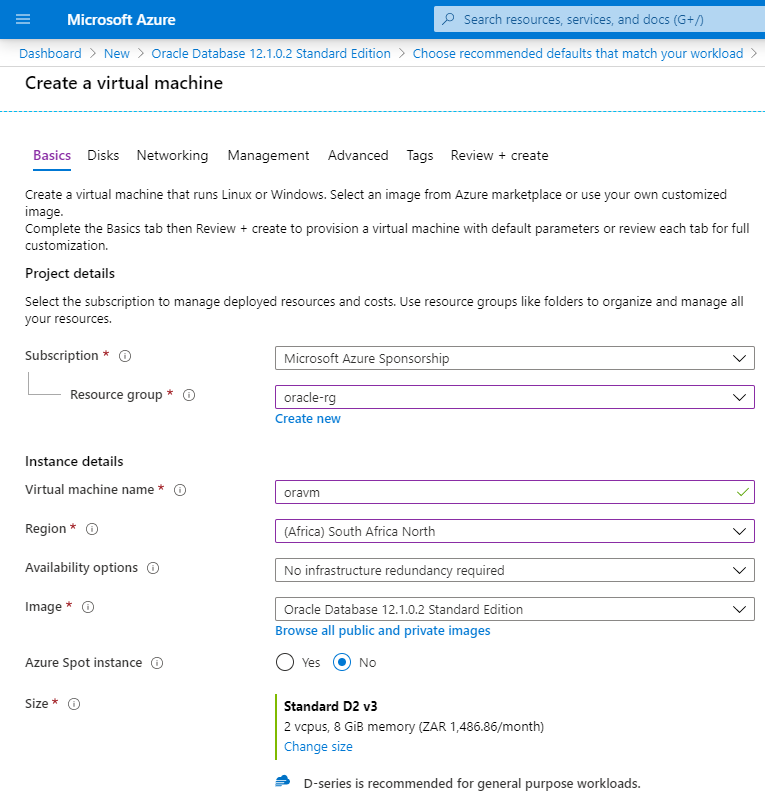 Microsoft Azure
Search resources, services, and docs (G+/)
Dashboard > New > Oracle Database 12.1.0.2 Standard Edition > Choose recommended defaults that match your workload >
Create a virtual machine
Basics Disks Networking Management Advanced Tags Review + create
Create a virtual machine that runs Linux or Windows. Select an image from Azure marketplace or use your own customized
image.
Complete the Basics tab then Review + create to provision a virtual machine with default parameters or review each tab for full
customization.
Project details
Select the subscription to manage deployed resources and costs. Use resource groups like folders to organize and manage all
your resources.
Subscription * Microsoft Azure Sponsorship
Resource group * oracle-rg
Create new
Instance details
Virtual machine name * oravm
Region * (Africa) South Africa North
Availability options No infrastructure redundancy required
Image * Oracle Database 12.1.0.2 Standard Edition
Browse all public and private images
Azure Spot instance Yes No
Size * Standard D2 v3
2 vcpus, 8 GiB memory (ZAR 1,486.86/month)
Change size
D-series is recommended for general purpose workloads.